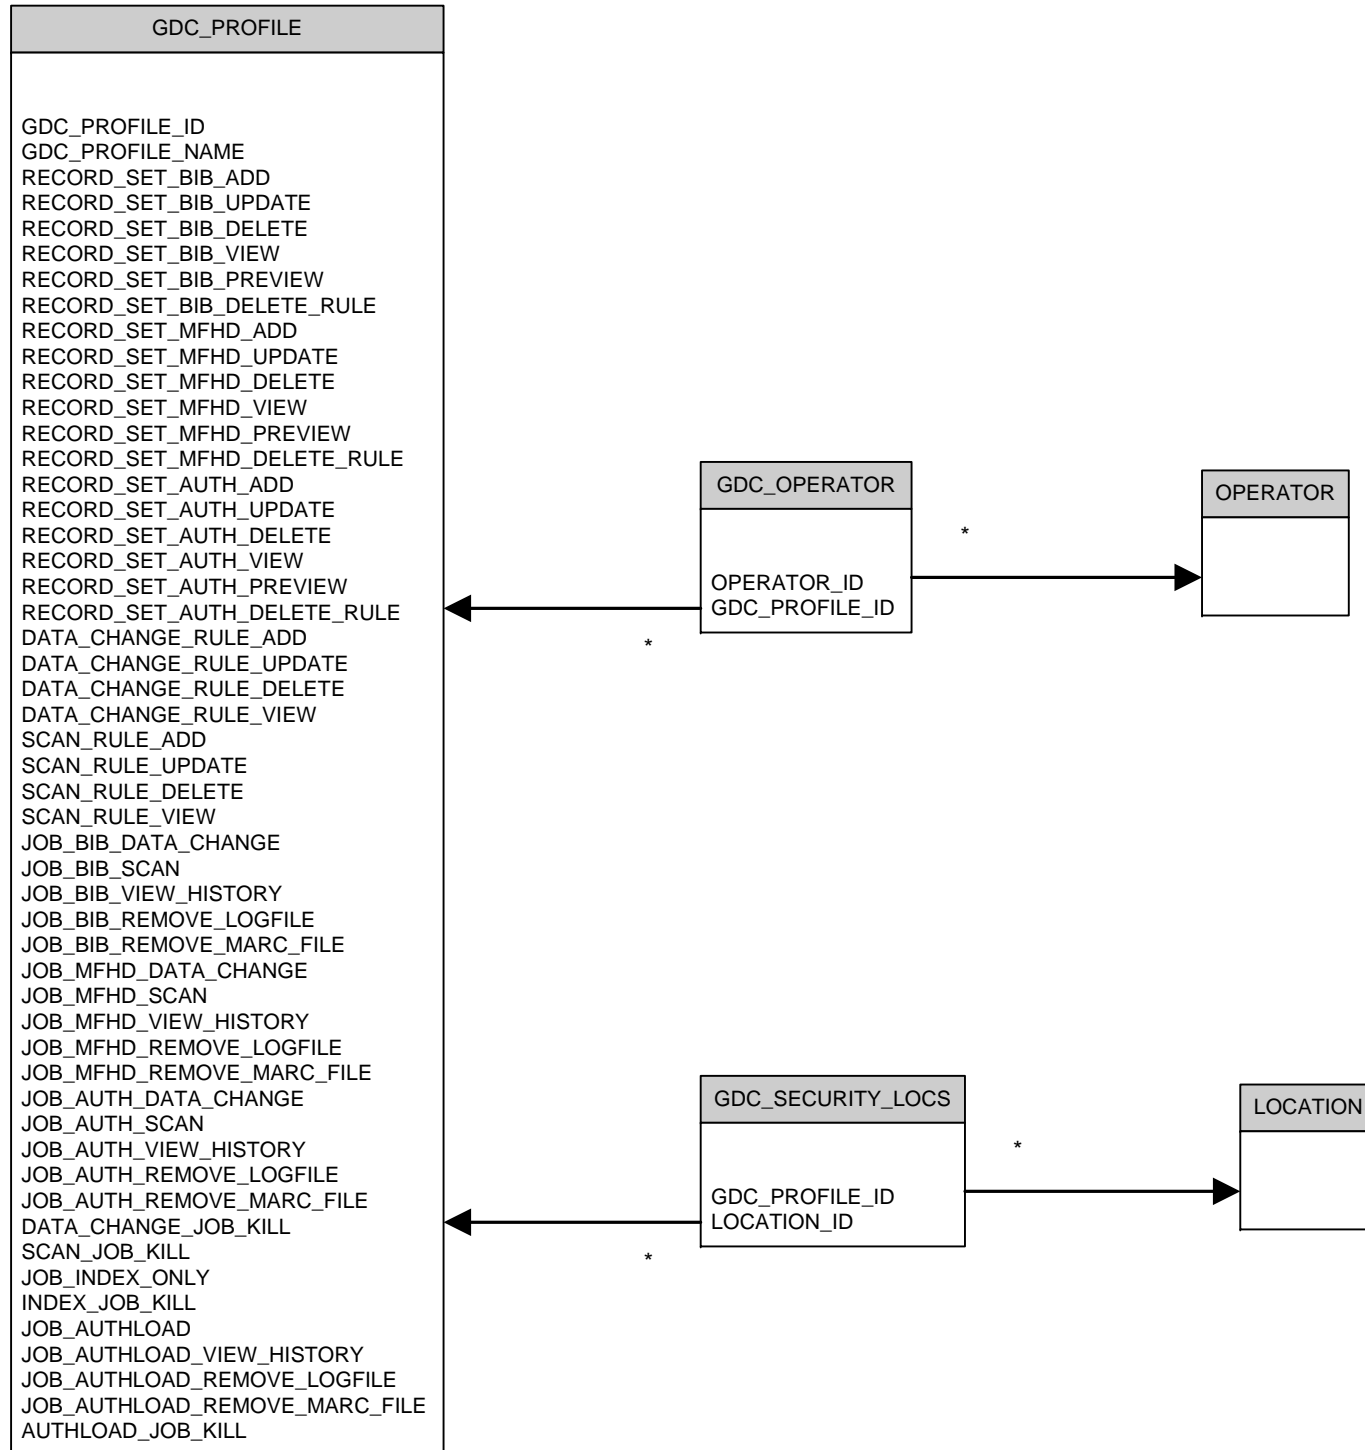 GDC_PROFILE
GDC_PROFILE_ID
GDC_PROFILE_NAME
RECORD_SET_BIB_ADD
RECORD_SET_BIB_UPDATE
RECORD_SET_BIB_DELETE
RECORD_SET_BIB_VIEW
RECORD_SET_BIB_PREVIEW
RECORD_SET_BIB_DELETE_RULE
RECORD_SET_MFHD_ADD
RECORD_SET_MFHD_UPDATE
RECORD_SET_MFHD_DELETE
RECORD_SET_MFHD_VIEW
RECORD_SET_MFHD_PREVIEW
RECORD_SET_MFHD_DELETE_RULE
RECORD_SET_AUTH_ADD
RECORD_SET_AUTH_UPDATE
RECORD_SET_AUTH_DELETE
RECORD_SET_AUTH_VIEW
RECORD_SET_AUTH_PREVIEW
RECORD_SET_AUTH_DELETE_RULE
DATA_CHANGE_RULE_ADD
DATA_CHANGE_RULE_UPDATE
DATA_CHANGE_RULE_DELETE
DATA_CHANGE_RULE_VIEW
SCAN_RULE_ADD
SCAN_RULE_UPDATE
SCAN_RULE_DELETE
SCAN_RULE_VIEW
JOB_BIB_DATA_CHANGE
JOB_BIB_SCAN
JOB_BIB_VIEW_HISTORY
JOB_BIB_REMOVE_LOGFILE
JOB_BIB_REMOVE_MARC_FILE
JOB_MFHD_DATA_CHANGE
JOB_MFHD_SCAN
JOB_MFHD_VIEW_HISTORY
JOB_MFHD_REMOVE_LOGFILE
JOB_MFHD_REMOVE_MARC_FILE
JOB_AUTH_DATA_CHANGE
JOB_AUTH_SCAN
JOB_AUTH_VIEW_HISTORY
JOB_AUTH_REMOVE_LOGFILE
JOB_AUTH_REMOVE_MARC_FILE
DATA_CHANGE_JOB_KILL
SCAN_JOB_KILL
JOB_INDEX_ONLY
INDEX_JOB_KILL
JOB_AUTHLOAD
JOB_AUTHLOAD_VIEW_HISTORY
JOB_AUTHLOAD_REMOVE_LOGFILE
JOB_AUTHLOAD_REMOVE_MARC_FILE
AUTHLOAD_JOB_KILL
GDC_OPERATOR
OPERATOR_ID
GDC_PROFILE_ID
*
*
OPERATOR
GDC_SECURITY_LOCS
GDC_PROFILE_ID
LOCATION_ID
*
*
LOCATION